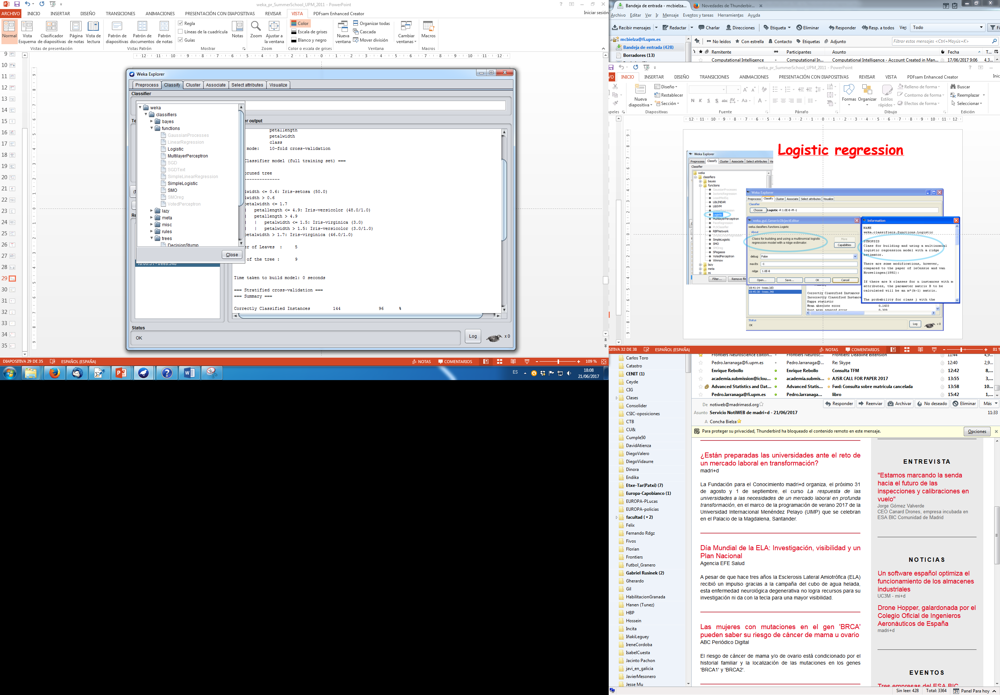 weka_pr_SummerSchool_UPM_2011 - PowerPoint
ARCHIVO INICIO INSERTAR DISEÑO TRANSICIONES ANIMACIONES PRESENTACIÓN CON DIAPOSITIVAS REVISAR VISTA PDFsam Enhanced Creator
Iniciar sesión
Normal
Vista Esquema
Clasificador de diapositivas
Página de notas
Vista de lectura
Vistas de presentación
Patrón de diapositivas
Patrón de documentos
Patrón de notas
Vistas Patrón
Regla
Líneas de la cuadrícula
Guías
Notas
Mostrar
Zoom
Ajustar a la ventana
Zoom
Color
Escala de grises
Blanco y negro
Color o escala de grises
Nueva ventana
Organizar todas
Cascada
Mover división
Cambiar ventanas
Ventana
Macros
Macros
9
10
11
12
13
14
15
16
17
18
19
20
21
22
23
24
25
26
27
28
29
30
31
32
33
34
35
Weka Explorer
Preprocess Classify Cluster Associate Select attributes Visualize
Classifier
weka
classifiers
bayes
functions
GaussianProcesses
LinearRegression
Logistic
MultilayerPerceptron
SGD
SGDText
SimpleLinearRegression
SimpleLogistic
SMO
SMOreg
VotedPerceptron
lazy
meta
misc
rules
trees
DecisionStump
Close
18:06:31 - trees.J48
er output
petallength
petalwidth
class
mode: 10-fold cross-validation
Classifier model (full training set) ===
pruned tree
--------------
lwidth <= 0.6: Iris-setosa (50.0)
lwidth > 0.6
petalwidth <= 1.7
| petallength <= 4.9: Iris-versicolor (48.0/1.0)
| petallength > 4.9
| | petalwidth <= 1.5: Iris-virginica (3.0)
| | petalwidth > 1.5: Iris-versicolor (3.0/1.0)
petalwidth > 1.7: Iris-virginica (46.0/1.0)
er of Leaves : 5
of the tree : 9
Time taken to build model: 0 seconds
=== Stratified cross-validation ===
=== Summary ===
Correctly Classified Instances 144 96 %
Status
OK
Log
x 0
DIAPOSITIVA 29 DE 35 ESPAÑOL (ESPAÑA) NOTAS COMENTARIOS 109 %
ES
18:08
21/06/2017
Bandeja de entrada - mcbielza...
Novedades de Thunderbir...
Archivo Editar Ver Ir Mensaje Eventos y tareas Herramientas Ayuda
Recibir mensajes Redactar Charlar Direcciones Etiqueta Eliminar Responder Resp. a todos Ver: Todo
mcbielza@fi.upm.es
Bandeja de entrada (428)
Borradores (13)
No leídos Con estrella Contacto Etiquetas Adjunto
Filtrar estos mensajes <Ctrl+Mayús+K>
Remitente Participantes Asunto Fecha T...
Computational Intelligence Computational In... Computational Intelligence - Account Created in Man... 17/06/2017 9:06 4,3...
weka_pr_SummerSchool_UPM_2011 - PowerPoint
VO INICIO INSERTAR DISEÑO TRANSICIONES ANIMACIONES PRESENTACIÓN CON DIAPOSITIVAS REVISAR VISTA PDFsam Enhanced Creator Inic
Nueva diapositiva
Diseño
Restablecer
Sección
Diapositivas
Fuente
Párrafo
Formas
Organizar
Estilos rápidos
Relleno de forma
Contorno de forma
Efectos de forma
Dibujo
Buscar
Reemplazar
Seleccionar
Edición
Logistic regression
Weka Explorer
Preprocess Classify Cluster Associate Select attributes Vis
Classifier
weka
classifiers
bayes
functions
GaussianProcesses
IsotonicRegression
LeastMedSq
LibLINEAR
LibSVM
LinearRegression
Logistic
MultilayerPerceptron
PaceRegression
PLSClassifier
RBFNetwork
SimpleLinearRegression
SimpleLogistic
SMO
SMOreg
SPegasos
VotedPerceptron
Winnow
lazy
meta
mi
Filter... Remove filt
Weka Explorer
Preprocess Classify Cluster Associate Select attributes Visualize
Classifier
Choose Logistic -R 1.0E-8 -M -1
weka.gui.GenericObjectEditor
weka.classifiers.functions.Logistic
About
Class for building and using a multinomial logistic
regression model with a ridge estimator.
More
Capabilities
debug False
maxIts -1
ridge 1.0E-8
Open... Save... OK Cancel
Information
NAME
weka.classifiers.functions.Logistic
SYNOPSIS
Class for building and using a multinomial
logistic regression model with a ridge
estimator.
There are some modifications, however,
compared to the paper of leCessie and van
Houwelingen(1992):
If there are k classes for n instances with m
attributes, the parameter matrix B to be
calculated will be an m*(k-1) matrix.
The probability for class j with the
18:41:14 - trees.Id3
18:45:38 - trees.J48
Correctly Classified Instances
Incorrectly Classified Instance
Kappa statistic
Mean absolute error 0.1433
Root mean squared error 0.309
Status
OK
Log
x 0
SITIVA 32 DE 38 ESPAÑOL (ESPAÑA) NOTAS COMENTARIOS 81 %
Carlos Toro
Catastro
CENIT (1)
Ceyde
CIG
Clases
Consolider
CSIC-oposiciones
CTB
CU&
Cumple50
DavidAtienza
DiegoValero
DiegoVidaurre
Dinora
Endika
Etxe-Tar(Patxi) (7)
Europa-Capobianco (1)
EUROPA-PLucas
EUROPA-policias
facultad ( 2)
Felix
Fernando Rdgz
Fivos
Florian
Frontiers
Futbol_Granero
Gabriel Rusinek (2)
Gherardo
Gil
HabilitacionGranada
Hanen (Tunez)
HBP
Hossein
Incita
IñakiLeguey
IreneCordoba
IsabelCuesta
Jacinto Pachon
javi_en_galicia
JavierMesonero
Jesse Mu
Frontiers Neuroscience Editori... Frontiers Neuroscien... Frontiers: Deadline extension 11:44 4,9...
Pedro.larranaga@fi.upm.es Pedro.larranaga@... Re: Skype 12:40 2,9...
Enrique Rebollo Enrique Rebollo Consulta TFM 12:42 8,...
academia.submission@iclou... academia.submis... AJSR CALL FOR PAPER 2017 13:55 3,...
Advanced Statistics and Dat... Advanced Statis... Fwd: Consulta sobre matricula cancelada 13:58 10...
Pedro.larranaga@fi.upm.es Pedro.larranaga... libro 15:42 1,...
De notiweb@madrimasd.org
Responder Reenviar Archivar No deseado Eliminar Más
Asunto Servicio NotiWEB de madri+d - 21/06/2017 11:33
A Concha Bielza
Para proteger su privacidad, Thunderbird ha bloqueado el contenido remoto en este mensaje. Opciones
¿Están preparadas las universidades ante el reto de
un mercado laboral en transformación?
madri+d
La Fundación para el Conocimiento madri+d organiza, el próximo 31
de agosto y 1 de septiembre, el curso La respuesta de las
universidades a las necesidades de un mercado laboral en profunda
transformación, en el marco de la programación de verano 2017 de la
Universidad Internacional Menéndez Pelayo (UIMP) que se celebran
en el Palacio de la Magdalena, Santander.
Día Mundial de la ELA: Investigación, visibilidad y un
Plan Nacional
Agencia EFE Salud
A pesar de que hace tres años la Esclerosis Lateral Amiotrófica (ELA)
recibió un impulso gracias a la campaña del cubo de agua helada,
esta enfermedad neurológica degenerativa no logra recursos para su
investigación ni da con la tecla para una mayor visibilidad.
Las mujeres con mutaciones en el gen 'BRCA'
pueden saber su riesgo de cáncer de mama u ovario
ABC Periódico Digital
El riesgo de cáncer de mama y/o de ovario está condicionado por el
historial familiar y la localización de las mutaciones en los genes
'BRCA1' y 'BRCA2'.
ENTREVISTA
"Estamos marcando la senda
hacia el futuro de las
inspecciones y calibraciones en
vuelo"
Jorge Gómez Valverde
CEO Canard Drones, empresa incubada en
ESA BIC Comunidad de Madrid
NOTICIAS
Un software español optimiza el
funcionamiento de los almacenes
industriales
UC3M - mi+d
Drone Hopper, galardonada por el
Colegio Oficial de Ingenieros
Aeronáuticos de España
madri+d
EVENTOS
Tres empresas del ESA BIC
Sin leer: 428 Total: 3364 Panel Para hoy